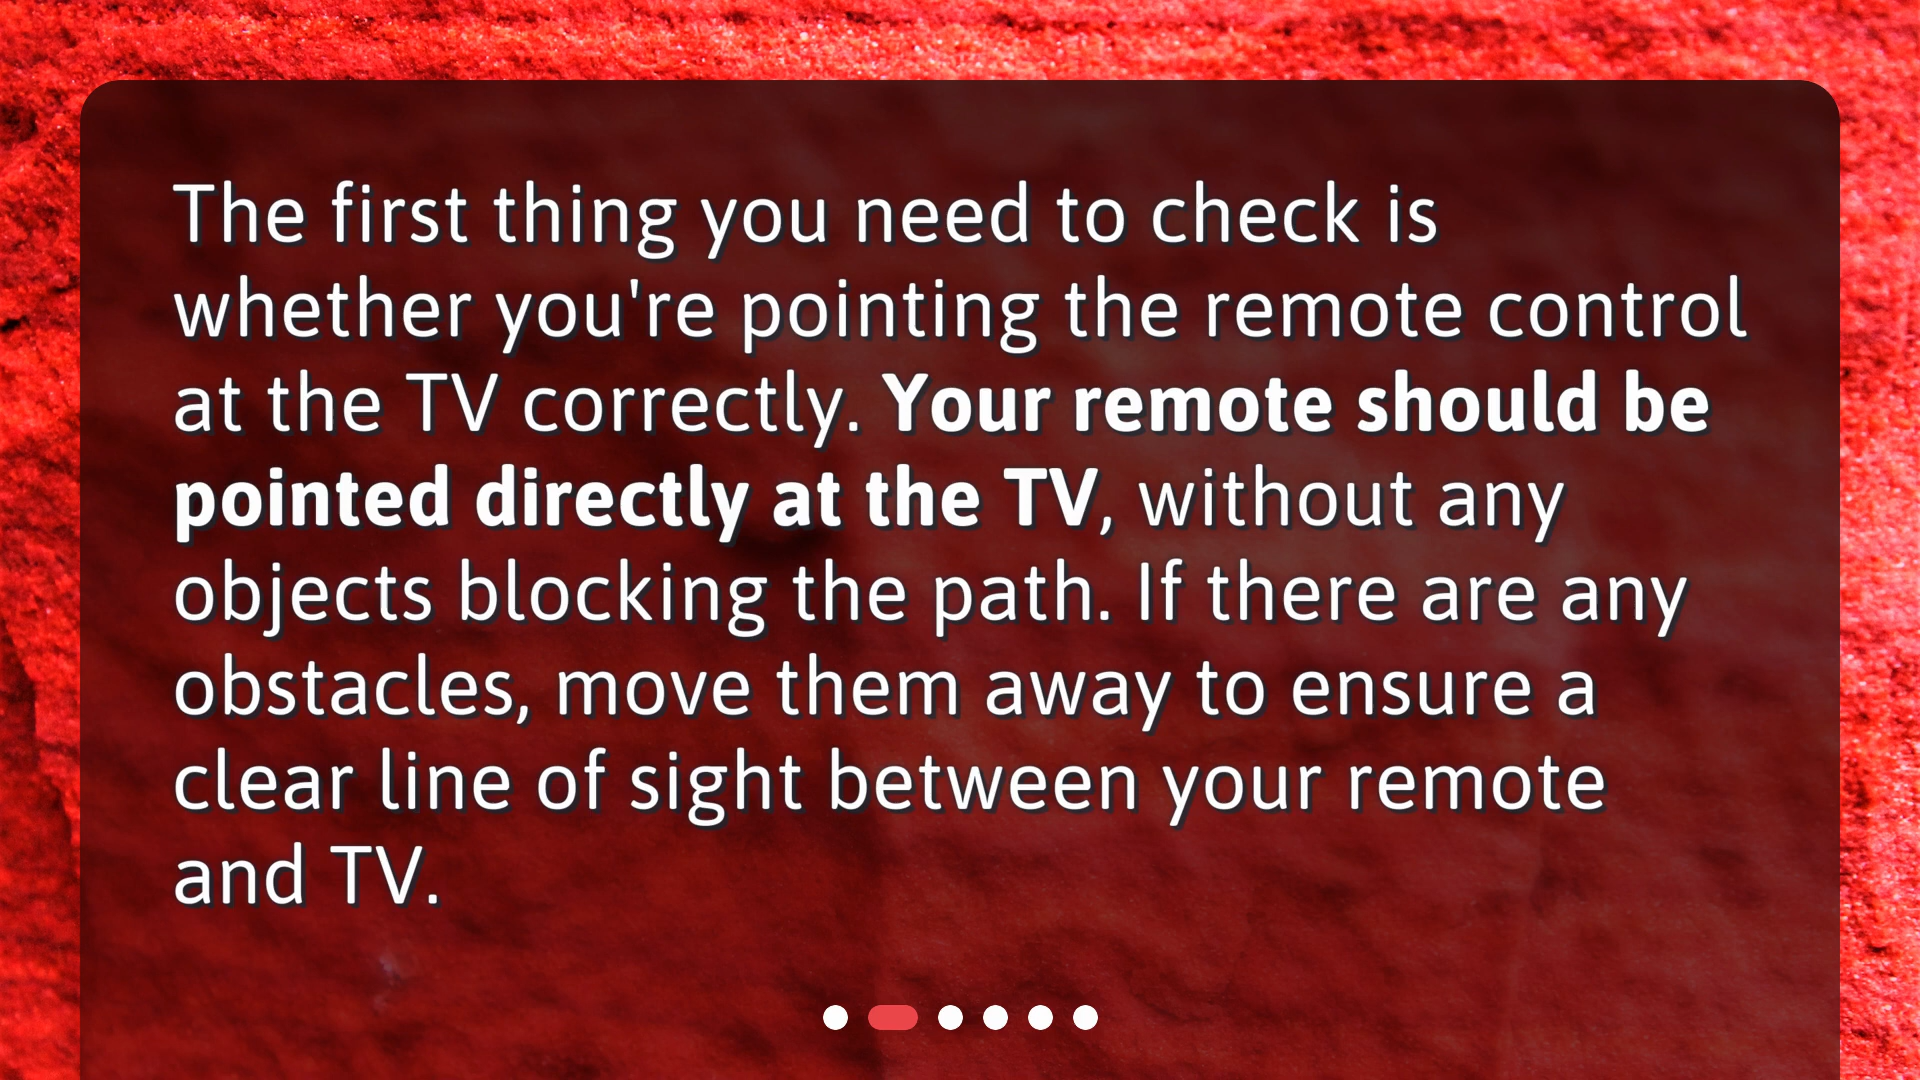 The first thing you need to check is
whether you're pointing the remote control
at the TV correctly. Your remote should be
pointed directly at the TV, without any
objects blocking the path. If there are any
obstacles, move them away to ensure a
clear line of sight between your remote
and TV.